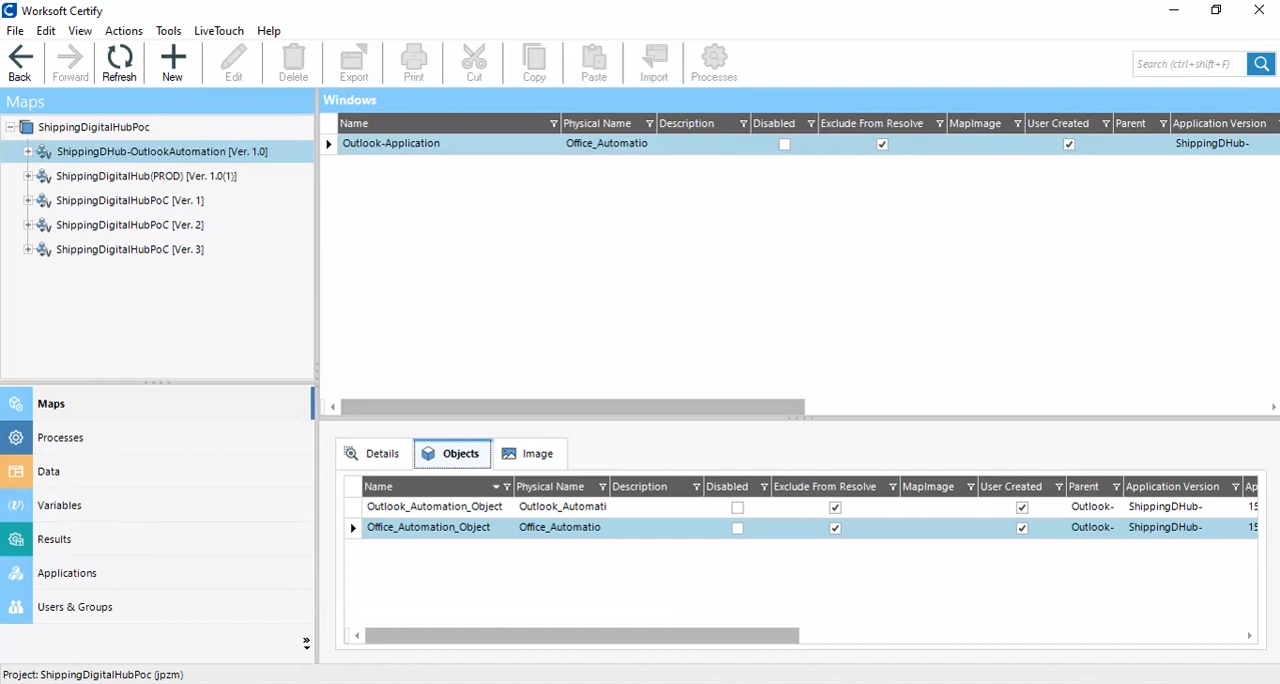 Worksoft Certify
File Edit View Actions Tools LiveTouch Help
Back Forward Refresh New Edit Delete Export Print Cut Copy Paste Import Processes
Search (ctrl+shift+F)
Maps
ShippingDigitalHubPoc
ShippingDHub-OutlookAutomation [Ver. 1.0]
ShippingDigitalHub(PROD) [Ver. 1.0(1)]
ShippingDigitalHubPoC [Ver. 1]
ShippingDigitalHubPoC [Ver. 2]
ShippingDigitalHubPoC [Ver. 3]
Maps
Processes
Data
Variables
Results
Applications
Users & Groups
Windows
Name Physical Name Description Disabled Exclude From Resolve MapImage User Created Parent Application Version
Outlook-Application Office_Automatio ShippingDHub-
Details Objects Image
Name Physical Name Description Disabled Exclude From Resolve MapImage User Created Parent Application Version Ap
Outlook_Automation_Object Outlook_Automati Outlook- ShippingDHub- 15
Office_Automation_Object Office_Automatio Outlook- ShippingDHub- 15
Project: ShippingDigitalHubPoc (jpzm)